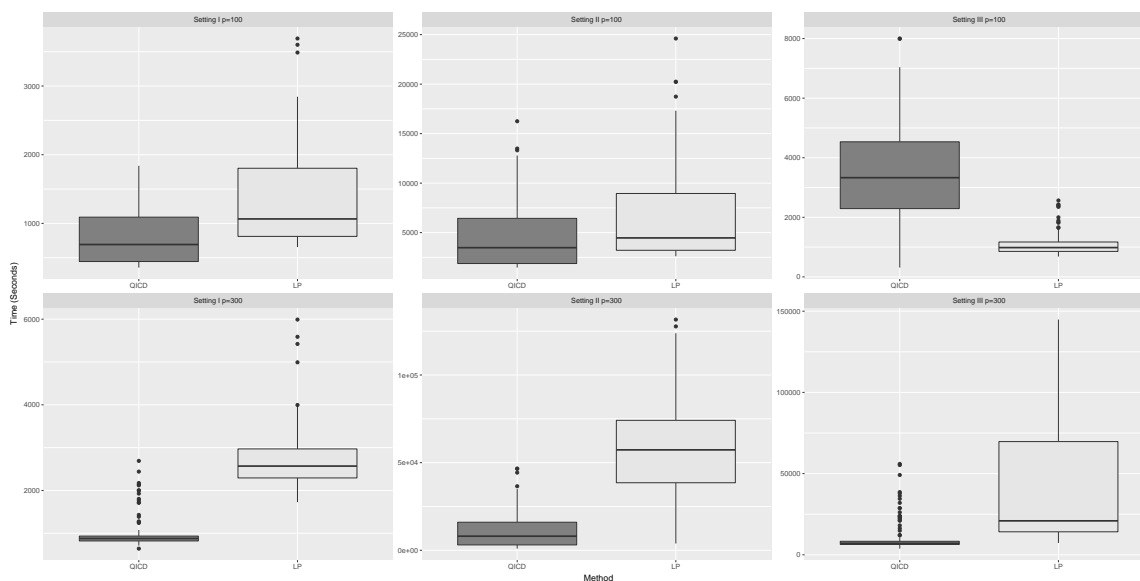 Setting I p=100
Setting II p=100
Setting III p=100
3000
2000
1000
25000
20000
15000
10000
5000
8000
6000
4000
2000
0
QICD
LP
QICD
LP
QICD
LP
Time (Seconds)
Setting I p=300
Setting II p=300
Setting III p=300
6000
4000
2000
1e+05
5e+04
0e+00
150000
100000
50000
0
QICD
LP
QICD
LP
QICD
LP
Method